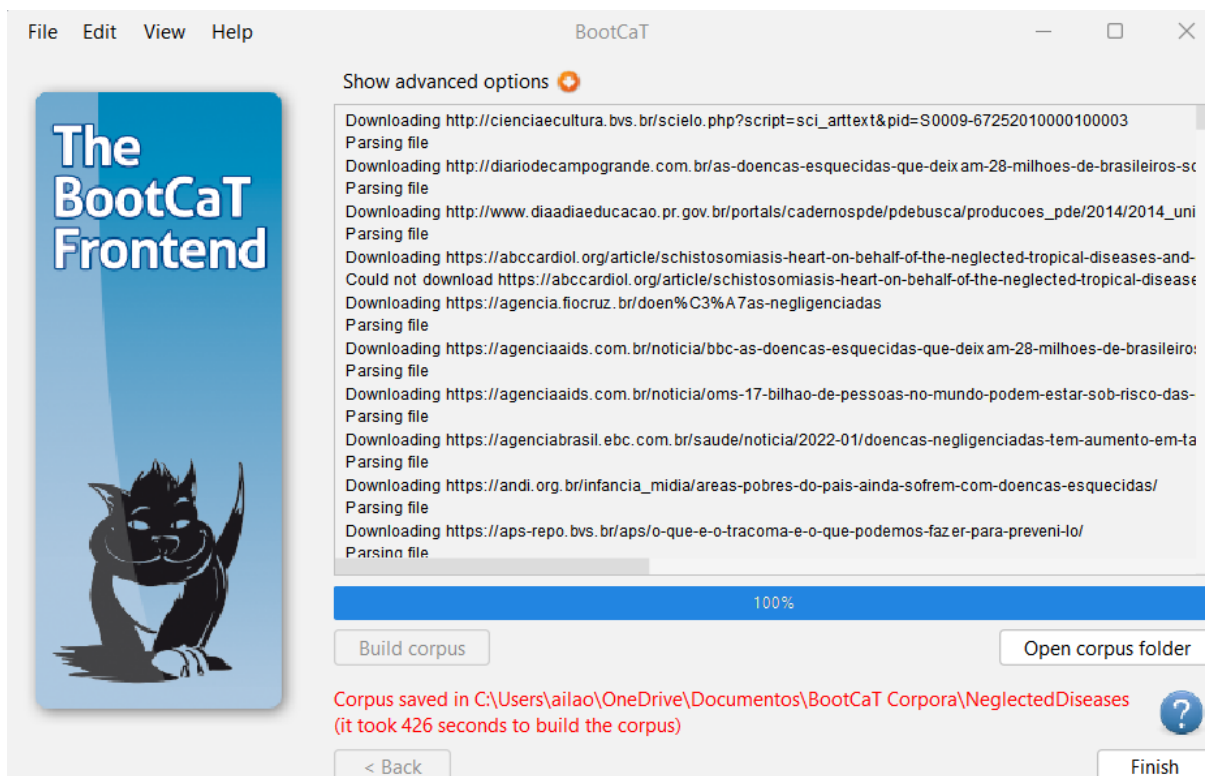 File Edit View Help BootCaT
The
BootCaT
Frontend
Show advanced options
Downloading http://cienciaecultura.bvs.br/scielo.php?script=sci_arttext&pid=S0009-67252010000100003
Parsing file
Downloading http://diariodecampogrande.com.br/as-doencas-esquecidas-que-deixam-28-milhoes-de-brasileiros-so
Parsing file
Downloading http://www.diaadiaeducacao.pr.gov.br/portals/cadernospde/pdebusca/producoes_pde/2014/2014_uni
Parsing file
Downloading https://abccardiol.org/article/schistosomiasis-heart-on-behalf-of-the-neglected-tropical-diseases-and-
Could not download https://abccardiol.org/article/schistosomiasis-heart-on-behalf-of-the-neglected-tropical-disease
Downloading https://agencia.fiocruz.br/doen%C3%A7as-negligenciadas
Parsing file
Downloading https://agenciaaids.com.br/noticia/bbc-as-doencas-esquecidas-que-deixam-28-milhoes-de-brasileiros
Parsing file
Downloading https://agenciaaids.com.br/noticia/oms-17-bilhao-de-pessoas-no-mundo-podem-estar-sob-risco-das-
Parsing file
Downloading https://agenciabrasil.ebc.com.br/saude/noticia/2022-01/doencas-negligenciadas-tem-aumento-em-ta
Parsing file
Downloading https://andi.org.br/infancia_midia/areas-pobres-do-pais-ainda-sofrem-com-doencas-esquecidas/
Parsing file
Downloading https://aps-repo.bvs.br/aps/o-que-e-o-tracoma-e-o-que-podemos-fazer-para-preveni-lo/
Parsing file
100%
Build corpus Open corpus folder
Corpus saved in C:\Users\ailao\OneDrive\Documentos\BootCaT Corpora\NeglectedDiseases
(it took 426 seconds to build the corpus)
?
< Back Finish